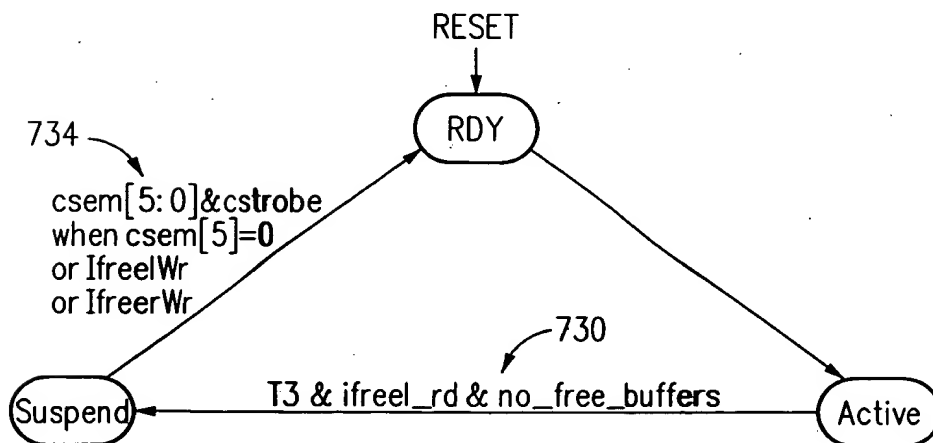 RESET
RDY
734
csem[5:0]&cstrobe
when csem[5]=0
or IfreelWr
or IfreerWr
730
T3 & ifreel_rd & no_free_buffers
Suspend
Active